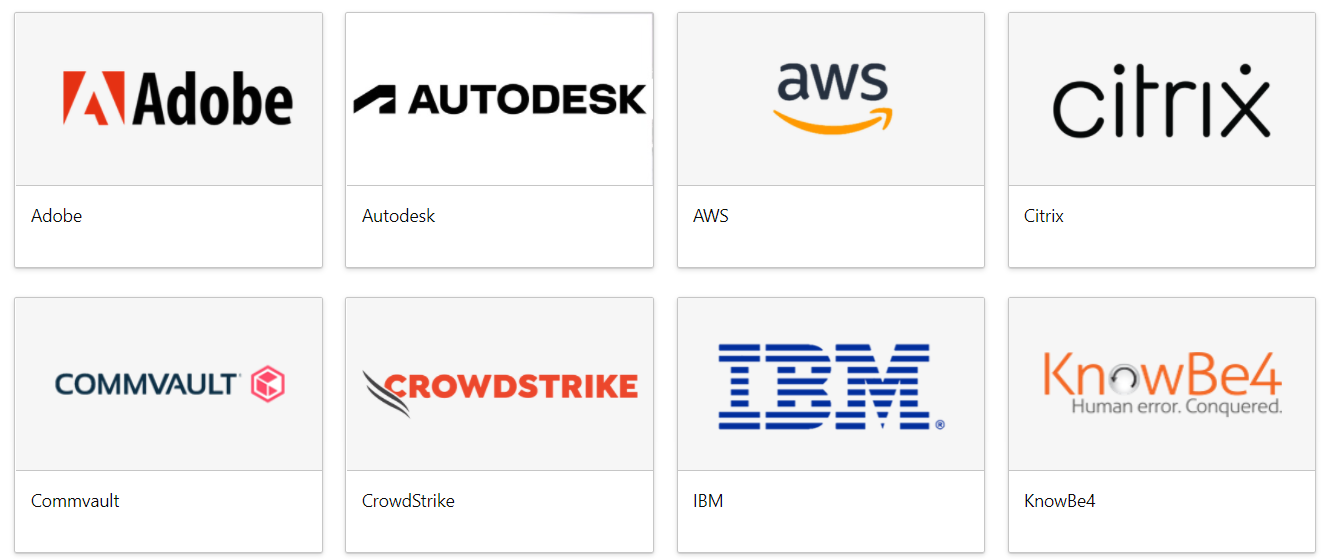 Adobe
AUTODESK
aws
citrix
Adobe
Autodesk
AWS
Citrix
COMMVAULT
CROWDSTRIKE
IBM®
KnowBe4
Human error. Conquered.
Commvault
CrowdStrike
IBM
KnowBe4